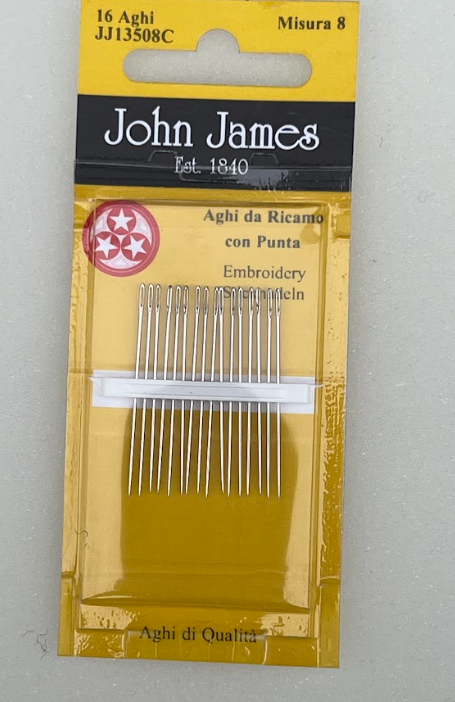 16 Aghi
JJ13508C
Misura 8
John James
Est. 1840
Aghi da Ricamo
con Punta
Embroidery
Aghi di Qualità